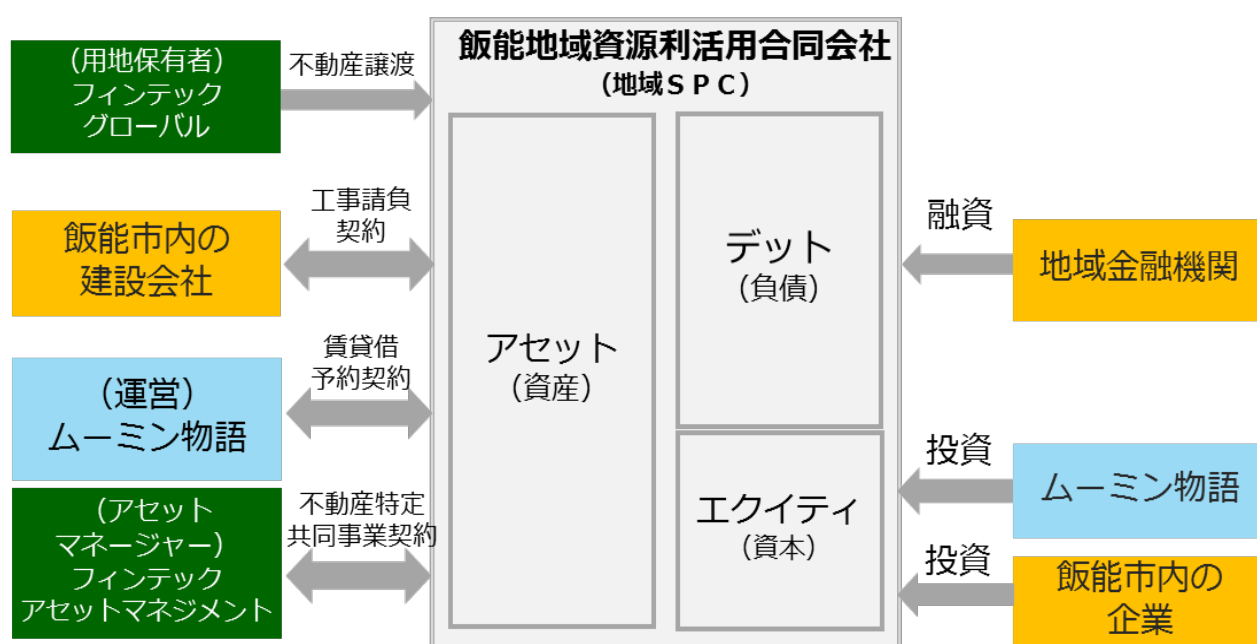 飯能地域資源利活用合同会社
(地域SPC)
(用地保有者)
フィンテック
グローバル
不動産譲渡
飯能市内の
建設会社
工事請負
契約
(運営)
ムーミン物語
賃貸借
予約契約
(アセット
マネージャー)
フィンテック
アセットマネジメント
不動産特定
共同事業契約
アセット
(資産)
デット
(負債)
エクイティ
(資本)
融資
地域金融機関
投資
ムーミン物語
投資
飯能市内の
企業